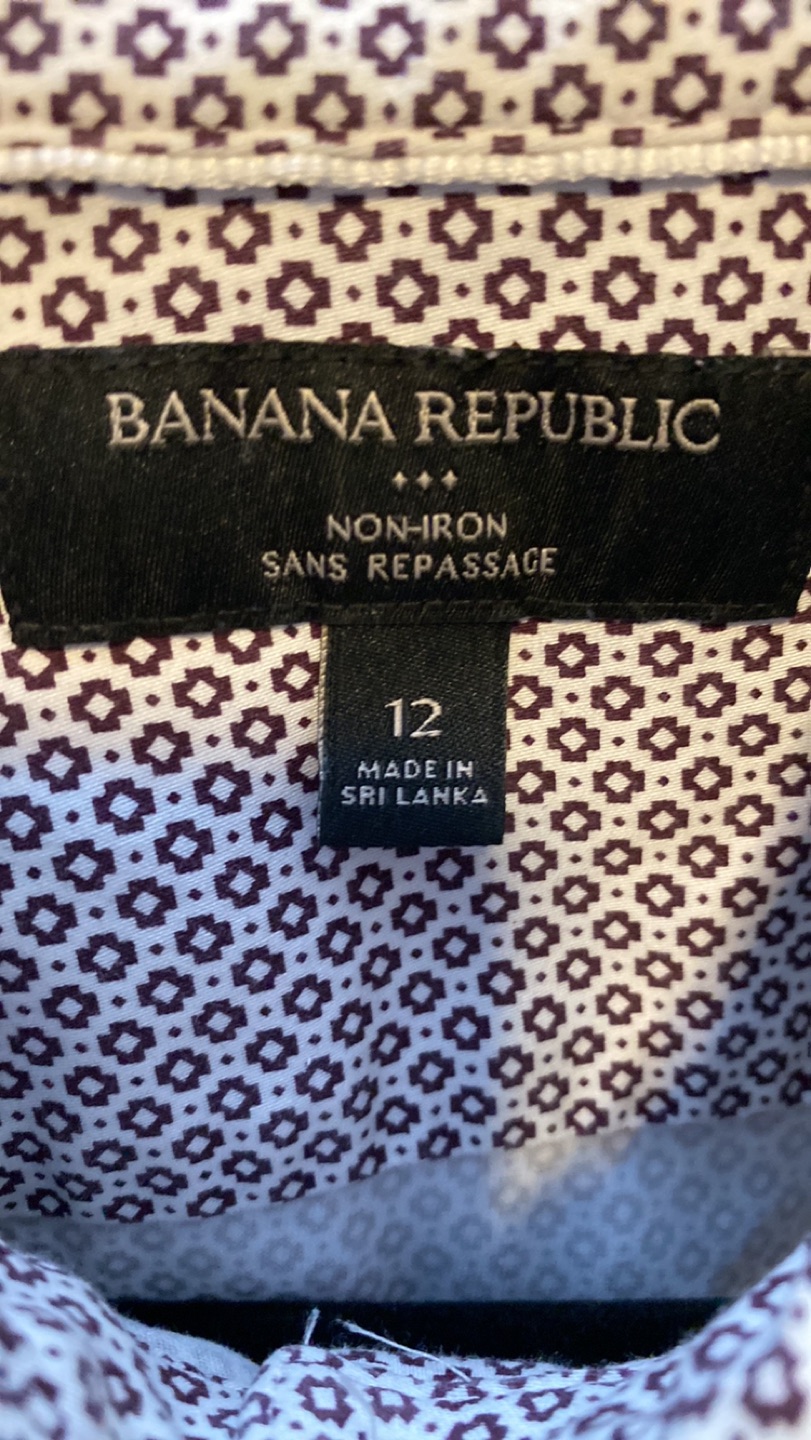 BANANA REPUBLIC
NON-IRON
SANS REPASSAGE
12
MADE IN
SRI LANKA